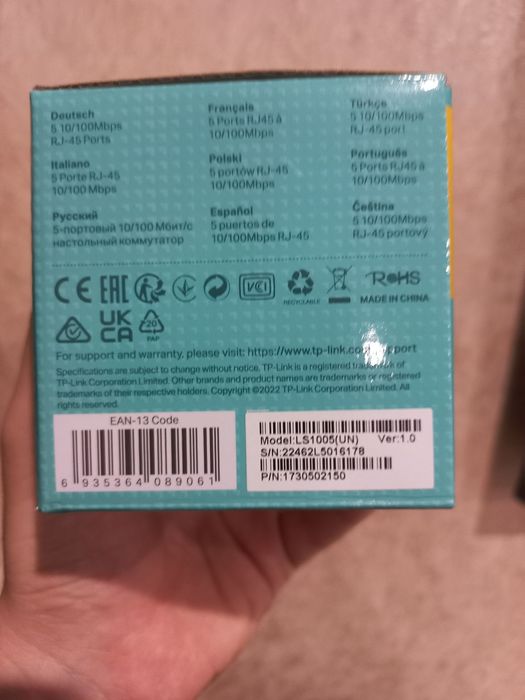 Deutsch
5 10/100Mbps
RJ-45 Ports
Français
5 Ports RJ45 à
10/100Mbps
Türkçe
5 10/100Mbps
RJ-45 port
Italiano
5 Porte RJ-45
10/100 Mbps
Polski
5 portów RJ-45
10/100Mbps
Português
5 Ports RJ45 à
10/100Mbps
Русский
5-портовый 10/100 Мбит/с
настольный коммутатор
Español
5 puertos de
10/100Mbps RJ-45
Čeština
5 10/100Mbps
RJ-45 portový
CE EAC VCI RECYCLABLE RoHS
MADE IN CHINA
UK
CA
20
PAP
For support and warranty, please visit: https://www.tp-link.com/support
Specifications are subject to change without notice. TP-Link is a registered trademark of
TP-Link Corporation Limited. Other brands and product names are trademarks or registered
trademarks of their respective holders. Copyright ©2022 TP-Link Corporation Limited. All
rights reserved.
EAN-13 Code
6 935364 089061
Model:LS1005(UN) Ver:1.0
S/N:22462L5016178
P/N:1730502150